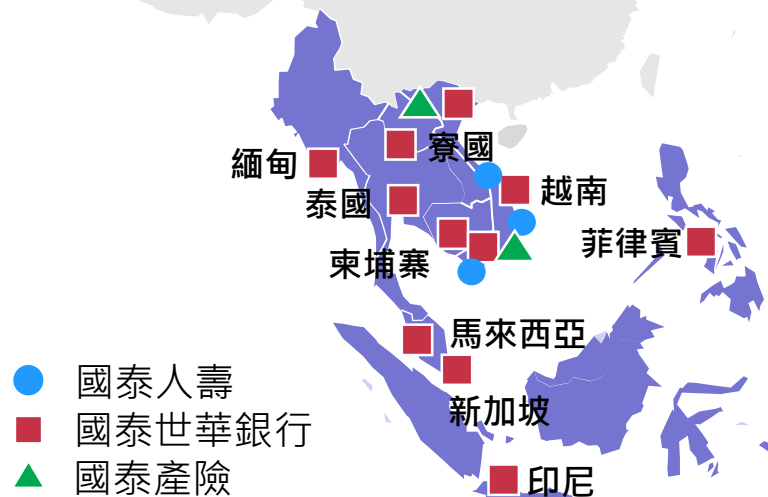 寮國
緬甸
越南
泰國
菲律賓
柬埔寨
馬來西亞
國泰人壽
新加坡
國泰世華銀行
國泰產險
印尼